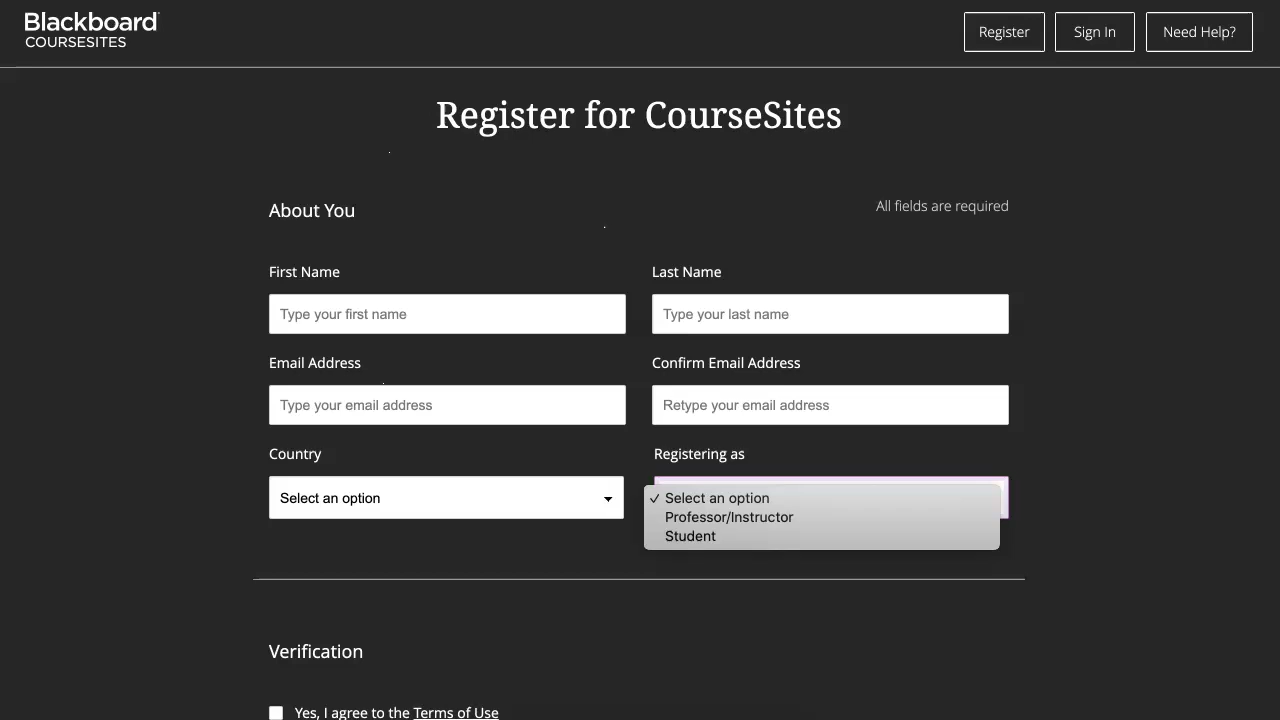 Blackboard
COURSESITES
Register
Sign In
Need Help?
Register for CourseSites
About You
All fields are required
First Name
Last Name
Type your first name
Type your last name
Email Address
Confirm Email Address
Type your email address
Retype your email address
Country
Registering as
Select an option
✓ Select an option
Professor/Instructor
Student
Verification
Yes, I agree to the Terms of Use